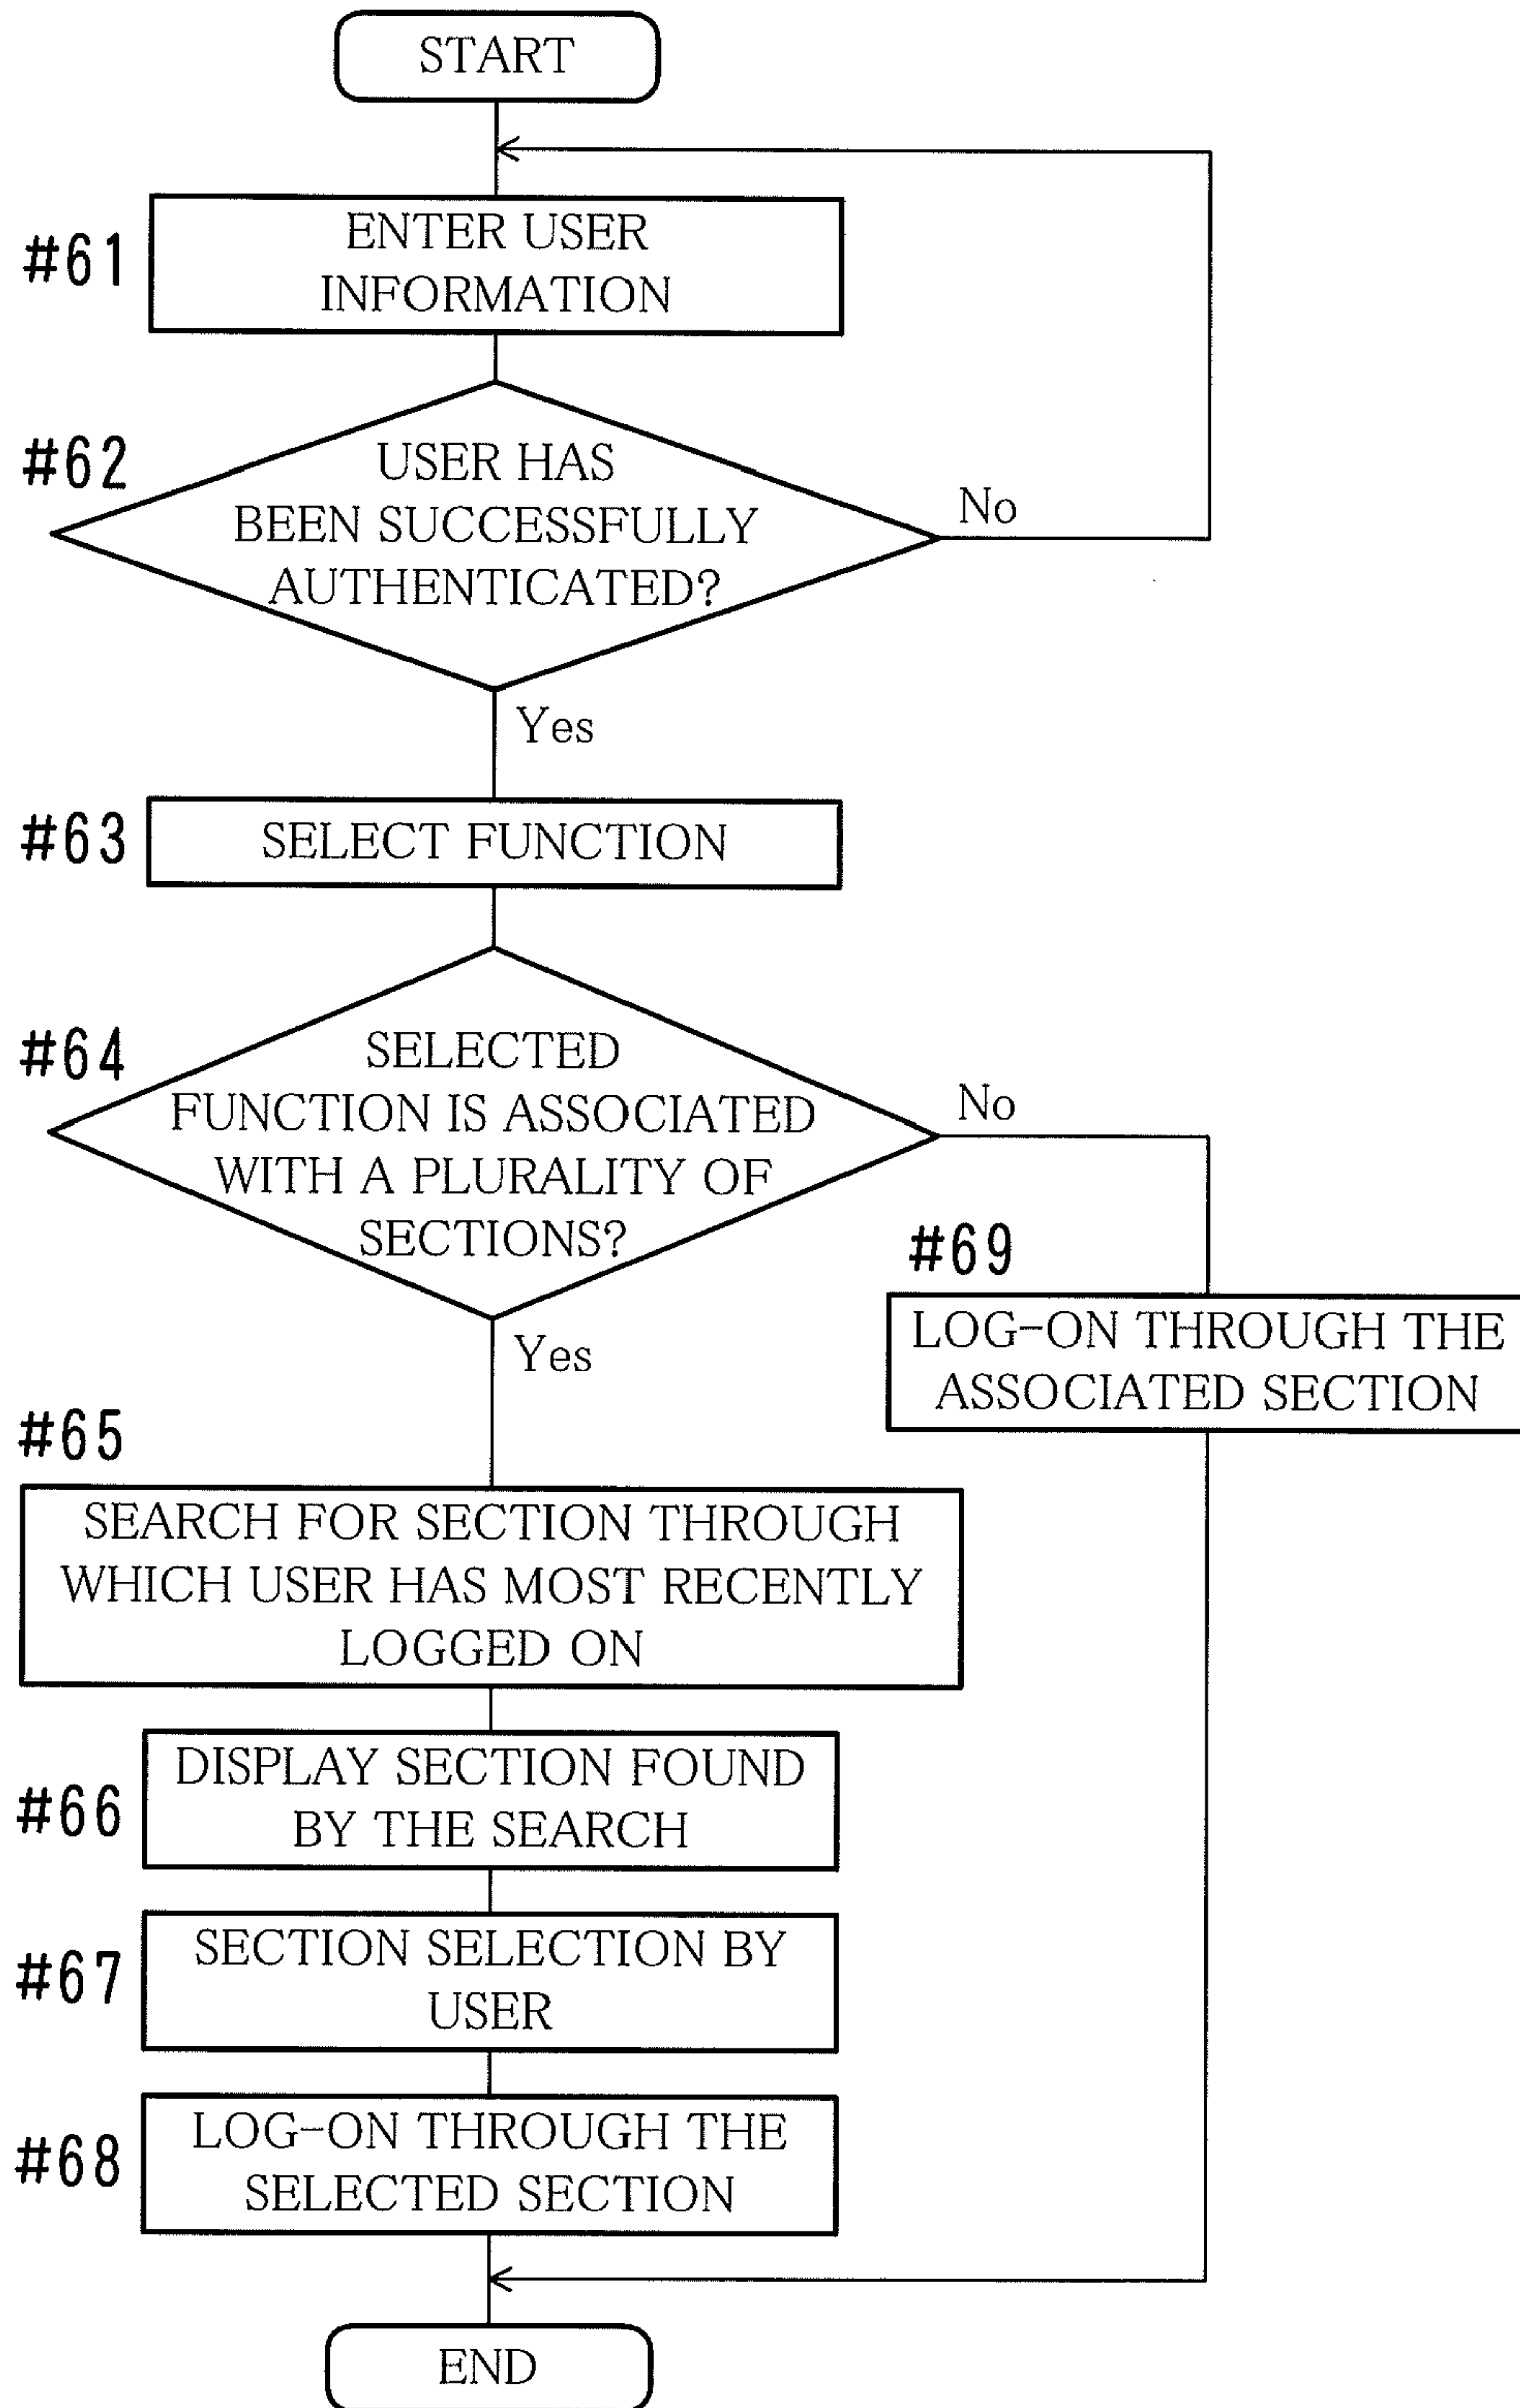 START
#61
ENTER USER
INFORMATION
#62
USER HAS
BEEN SUCCESSFULLY
AUTHENTICATED?
No
Yes
#63
SELECT FUNCTION
#64
SELECTED
FUNCTION IS ASSOCIATED
WITH A PLURALITY OF
SECTIONS?
No
Yes
#69
LOG-ON THROUGH THE
ASSOCIATED SECTION
#65
SEARCH FOR SECTION THROUGH
WHICH USER HAS MOST RECENTLY
LOGGED ON
#66
DISPLAY SECTION FOUND
BY THE SEARCH
#67
SECTION SELECTION BY
USER
#68
LOG-ON THROUGH THE
SELECTED SECTION
END